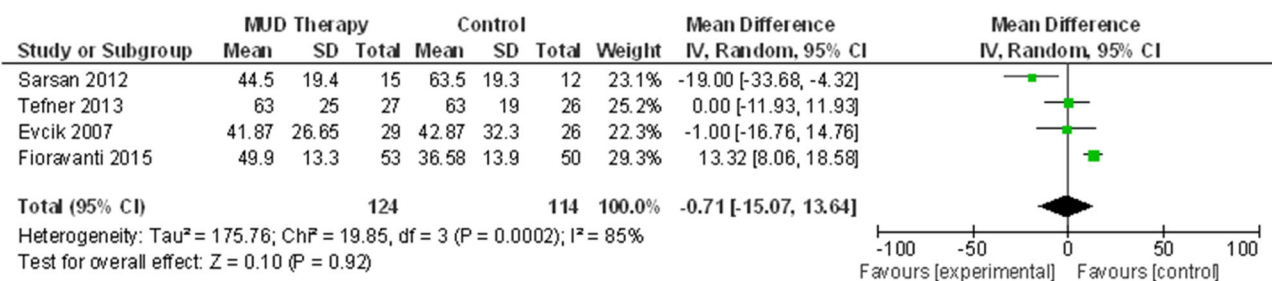 MUD Therapy Control Mean Difference Mean Difference
Study or Subgroup Mean SD Total Mean SD Total Weight IV, Random, 95% CI IV, Random, 95% CI
Sarsan 2012 44.5 19.4 15 63.5 19.3 12 23.1% -19.00 [-33.68, -4.32]
Tefner 2013 63 25 27 63 19 26 25.2% 0.00 [-11.93, 11.93]
Evcik 2007 41.87 26.65 29 42.87 32.3 26 22.3% -1.00 [-16.76, 14.76]
Fioravanti 2015 49.9 13.3 53 36.58 13.9 50 29.3% 13.32 [8.06, 18.58]
Total (95% CI) 124 114 100.0% -0.71 [-15.07, 13.64]
Heterogeneity: Tau² = 175.76; Chi² = 19.85, df = 3 (P = 0.0002); I² = 85%
Test for overall effect: Z = 0.10 (P = 0.92)
-100 -50 0 50 100
Favours [experimental] Favours [control]